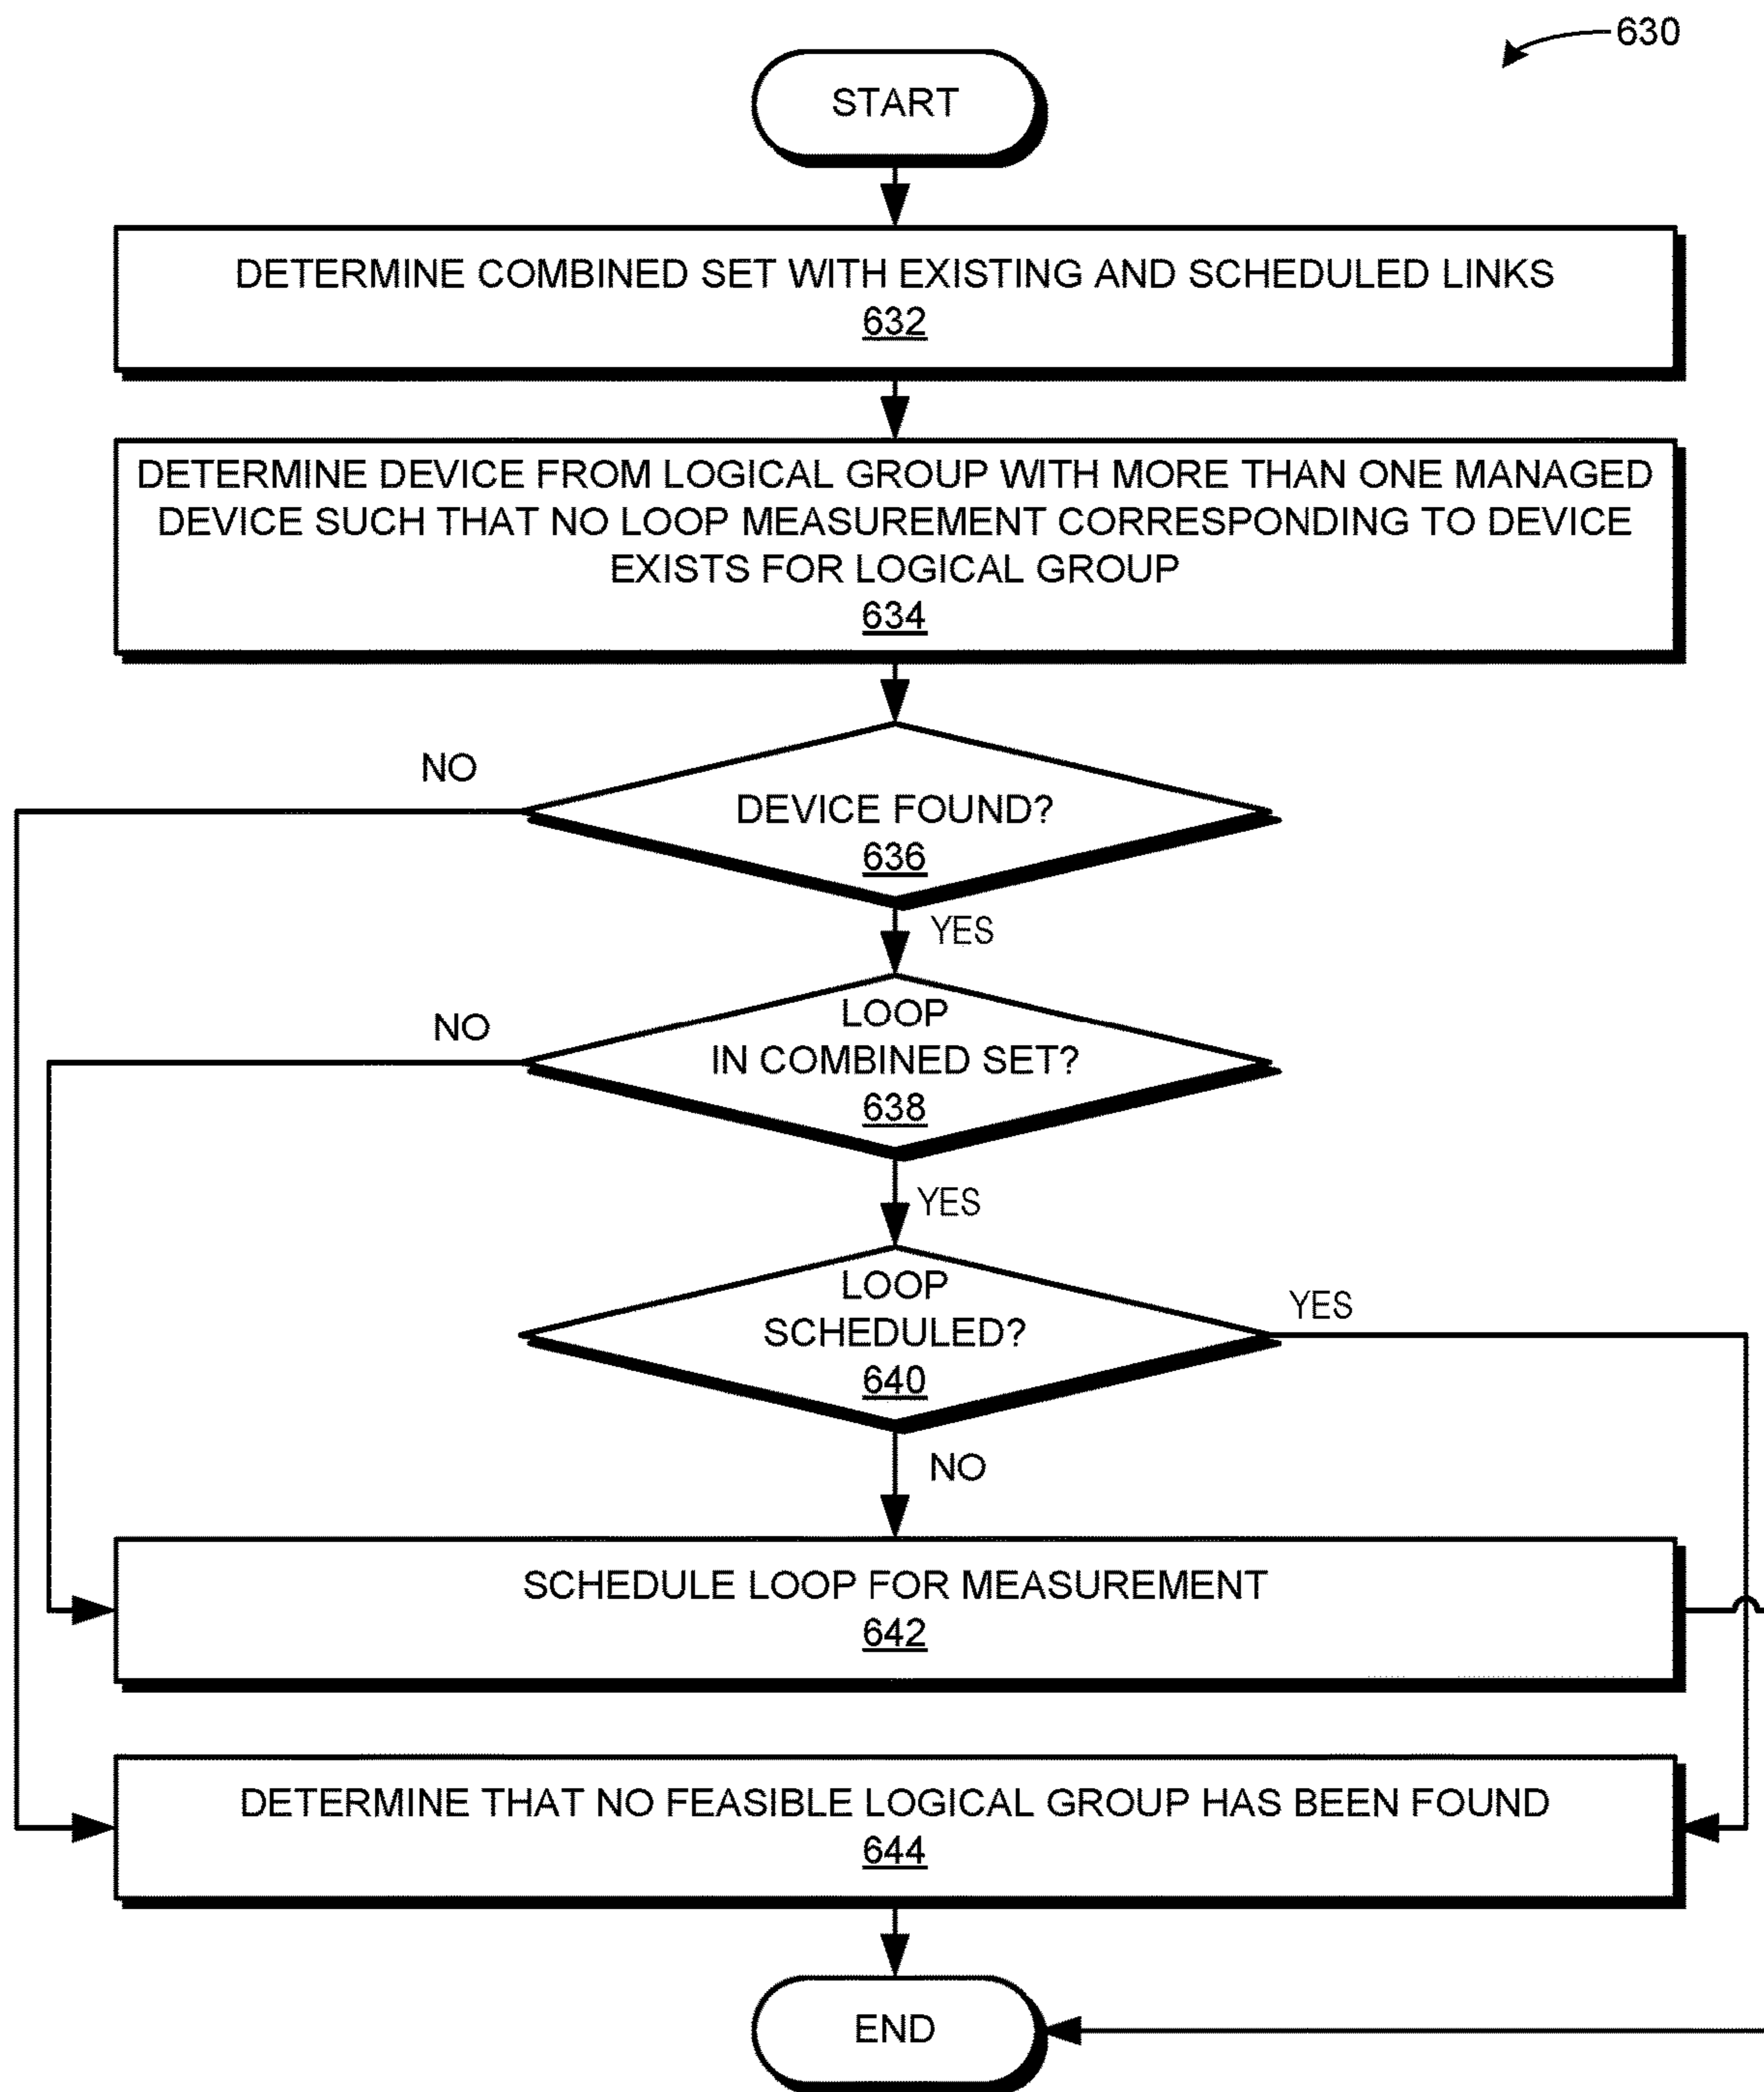 630
START
DETERMINE COMBINED SET WITH EXISTING AND SCHEDULED LINKS
632
DETERMINE DEVICE FROM LOGICAL GROUP WITH MORE THAN ONE MANAGED
DEVICE SUCH THAT NO LOOP MEASUREMENT CORRESPONDING TO DEVICE
EXISTS FOR LOGICAL GROUP
634
NO
DEVICE FOUND?
636
YES
NO
LOOP
IN COMBINED SET?
638
YES
LOOP
SCHEDULED?
640
YES
NO
SCHEDULE LOOP FOR MEASUREMENT
642
DETERMINE THAT NO FEASIBLE LOGICAL GROUP HAS BEEN FOUND
644
END